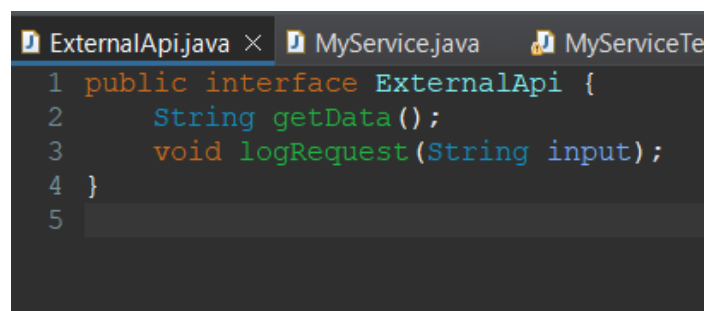 ExternalApi.java × MyService.java MyServiceTe
1 public interface ExternalApi {
2     String getData();
3     void logRequest(String input);
4 }
5